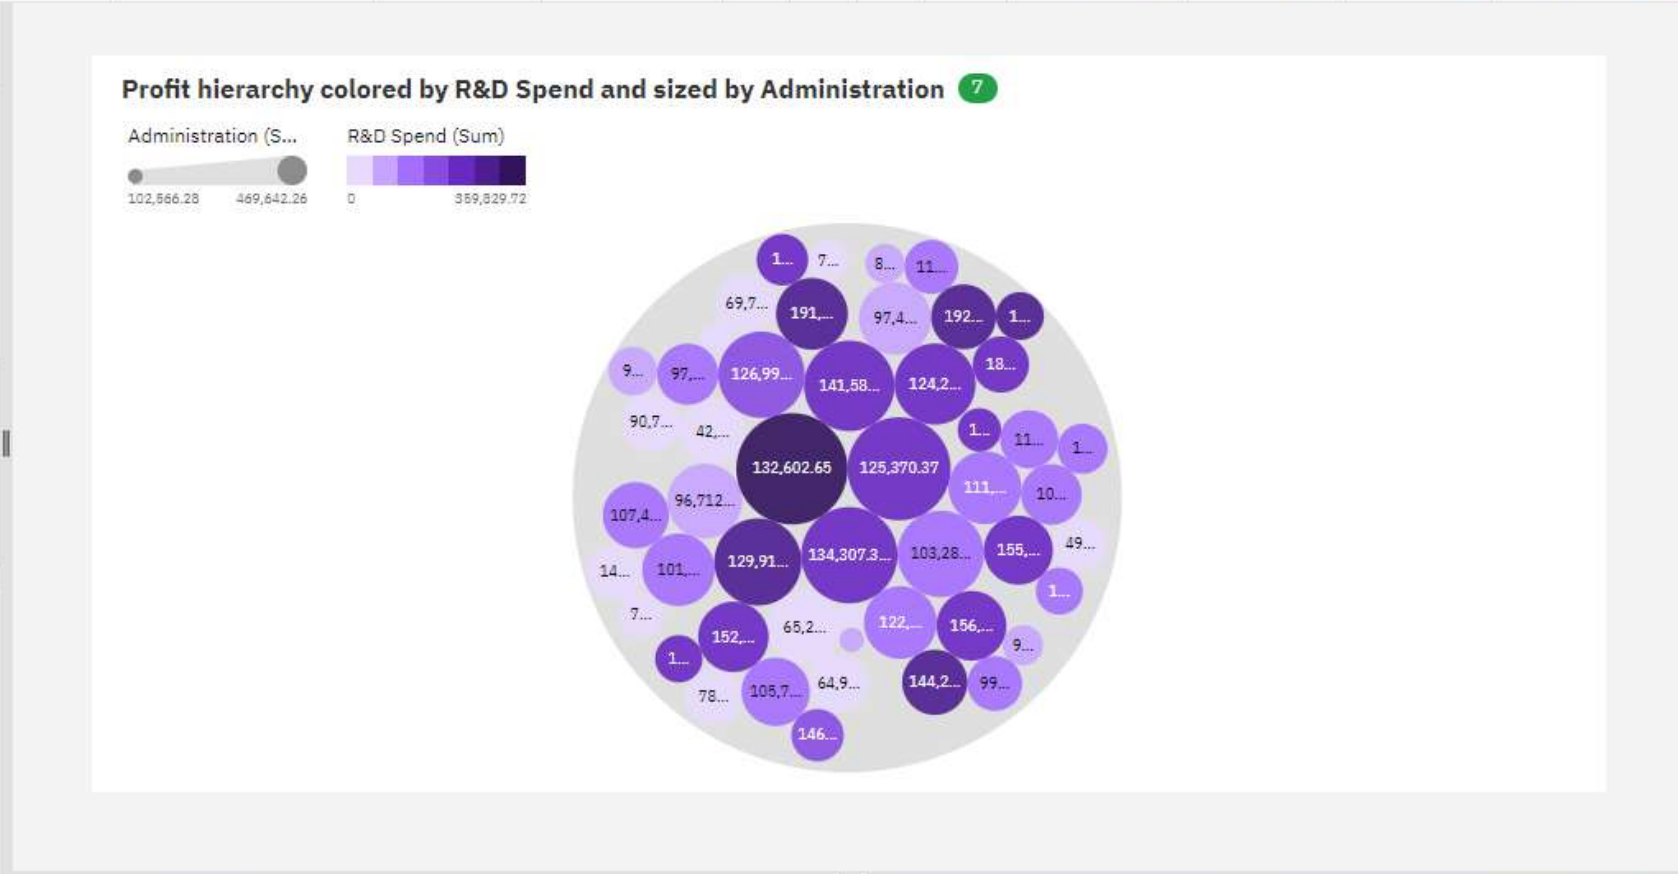 Profit hierarchy colored by R&D Spend and sized by Administration 7
Administration (S... R&D Spend (Sum)
102,566.28 469,642.26 0 359,829.72
1... 7... 8... 11...
69,7... 191,... 97,4... 192... 1...
9... 97,... 126,99... 141,58... 124,2... 18...
90,7... 42,... 1... 11... 1...
132,602.65 125,370.37
96,712... 111,... 10...
107,4...
14... 101,... 129,91... 134,307.3... 103,28... 155,... 49...
7... 1...
152,... 65,2... 122,... 156,... 9...
1... 78... 105,7... 64,9... 144,2... 99...
146...